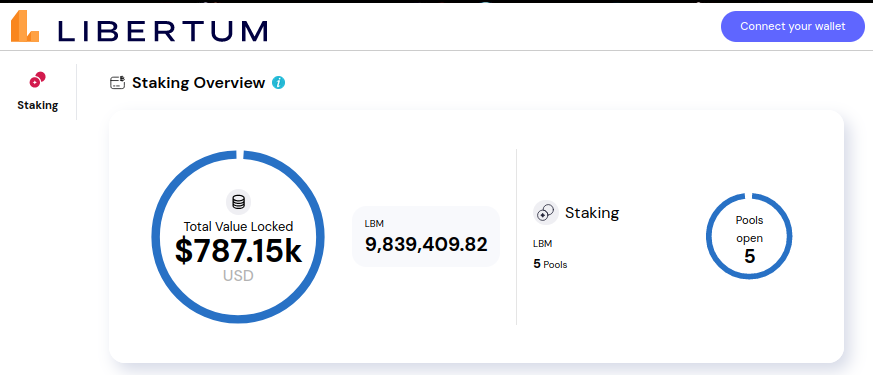 LIBERTUM
Connect your wallet
Staking
Staking Overview
Total Value Locked
$787.15k
USD
LBM
9,839,409.82
Staking
LBM
5 Pools
Pools
open
5